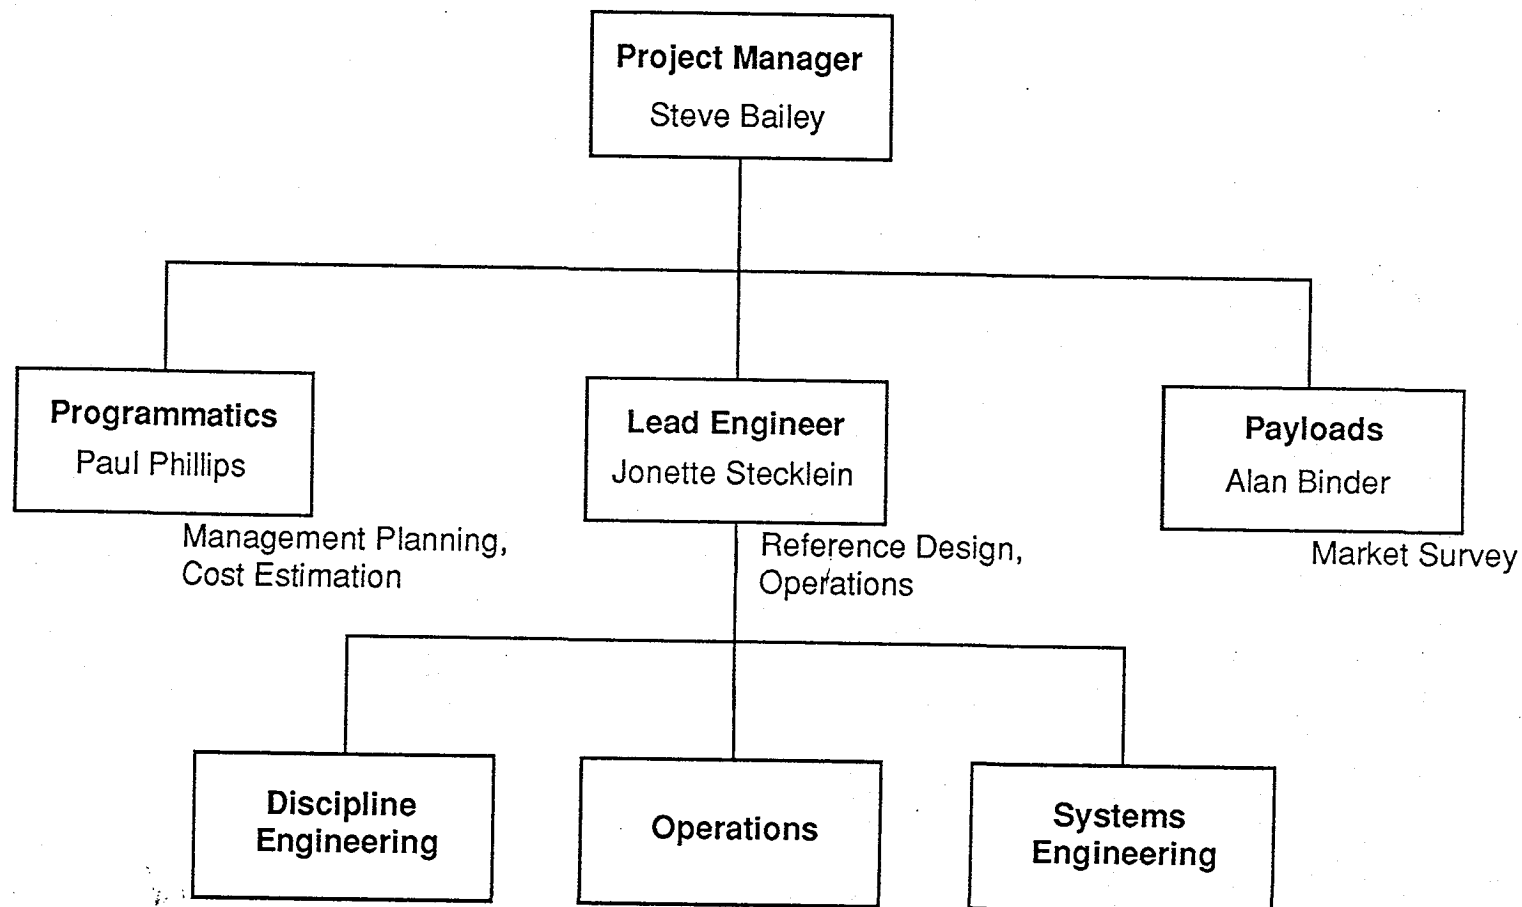 Project Manager
Steve Bailey
Programmatics
Paul Phillips
Management Planning,
Cost Estimation
Lead Engineer
Jonette Stecklein
Reference Design,
Operations
Payloads
Alan Binder
Market Survey
Discipline
Engineering
Operations
Systems
Engineering